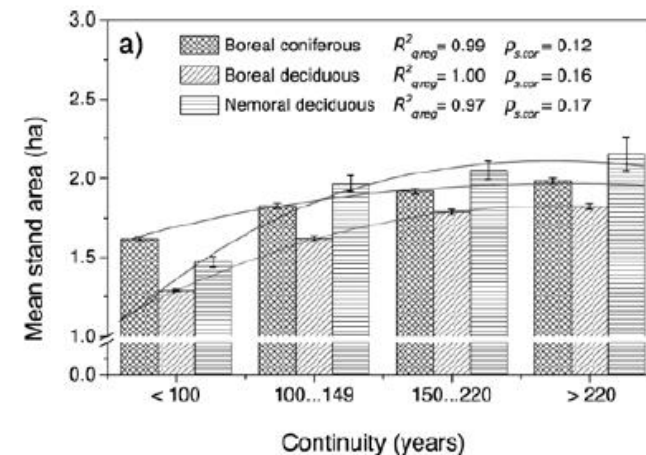 3.0
2.5
2.0
1.5
1.0
0.0
Mean stand area (ha)
a)
Boreal coniferous R²qreg = 0.99 ρs.cor = 0.12
Boreal deciduous R²qreg = 1.00 ρs.cor = 0.16
Nemoral deciduous R²qreg = 0.97 ρs.cor = 0.17
< 100 100...149 150...220 > 220
Continuity (years)